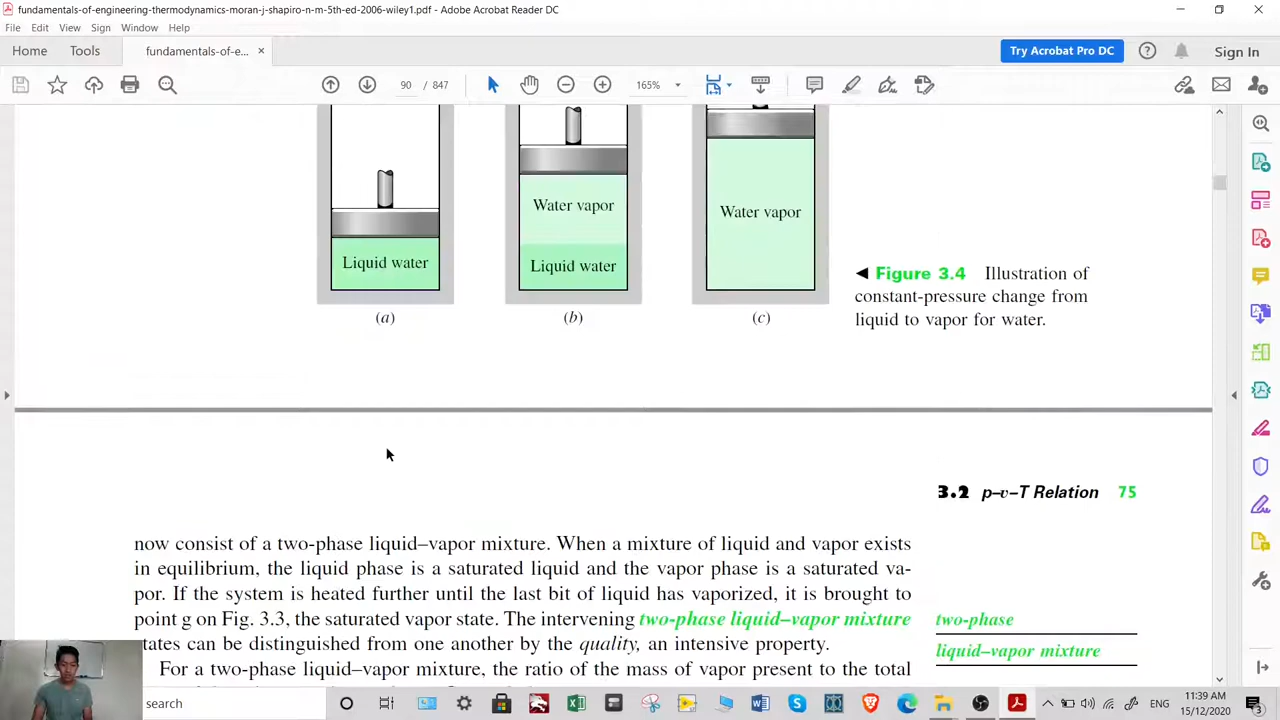 fundamentals-of-engineering-thermodynamics-moran-j-shapiro-n-m-5th-ed-2006-wiley1.pdf - Adobe Acrobat Reader DC
File Edit View Sign Window Help
Home Tools fundamentals-of-e... × Try Acrobat Pro DC Sign In
90 / 847 165%
Liquid water
Water vapor
Liquid water
Water vapor
(a) (b) (c)
◄ Figure 3.4 Illustration of
constant-pressure change from
liquid to vapor for water.
3.2 p–v–T Relation 75
now consist of a two-phase liquid–vapor mixture. When a mixture of liquid and vapor exists
in equilibrium, the liquid phase is a saturated liquid and the vapor phase is a saturated va-
por. If the system is heated further until the last bit of liquid has vaporized, it is brought to
point g on Fig. 3.3, the saturated vapor state. The intervening two-phase liquid–vapor mixture
states can be distinguished from one another by the quality, an intensive property.
For a two-phase liquid–vapor mixture, the ratio of the mass of vapor present to the total
two-phase
liquid–vapor mixture
search
ENG
11:39 AM
15/12/2020
3